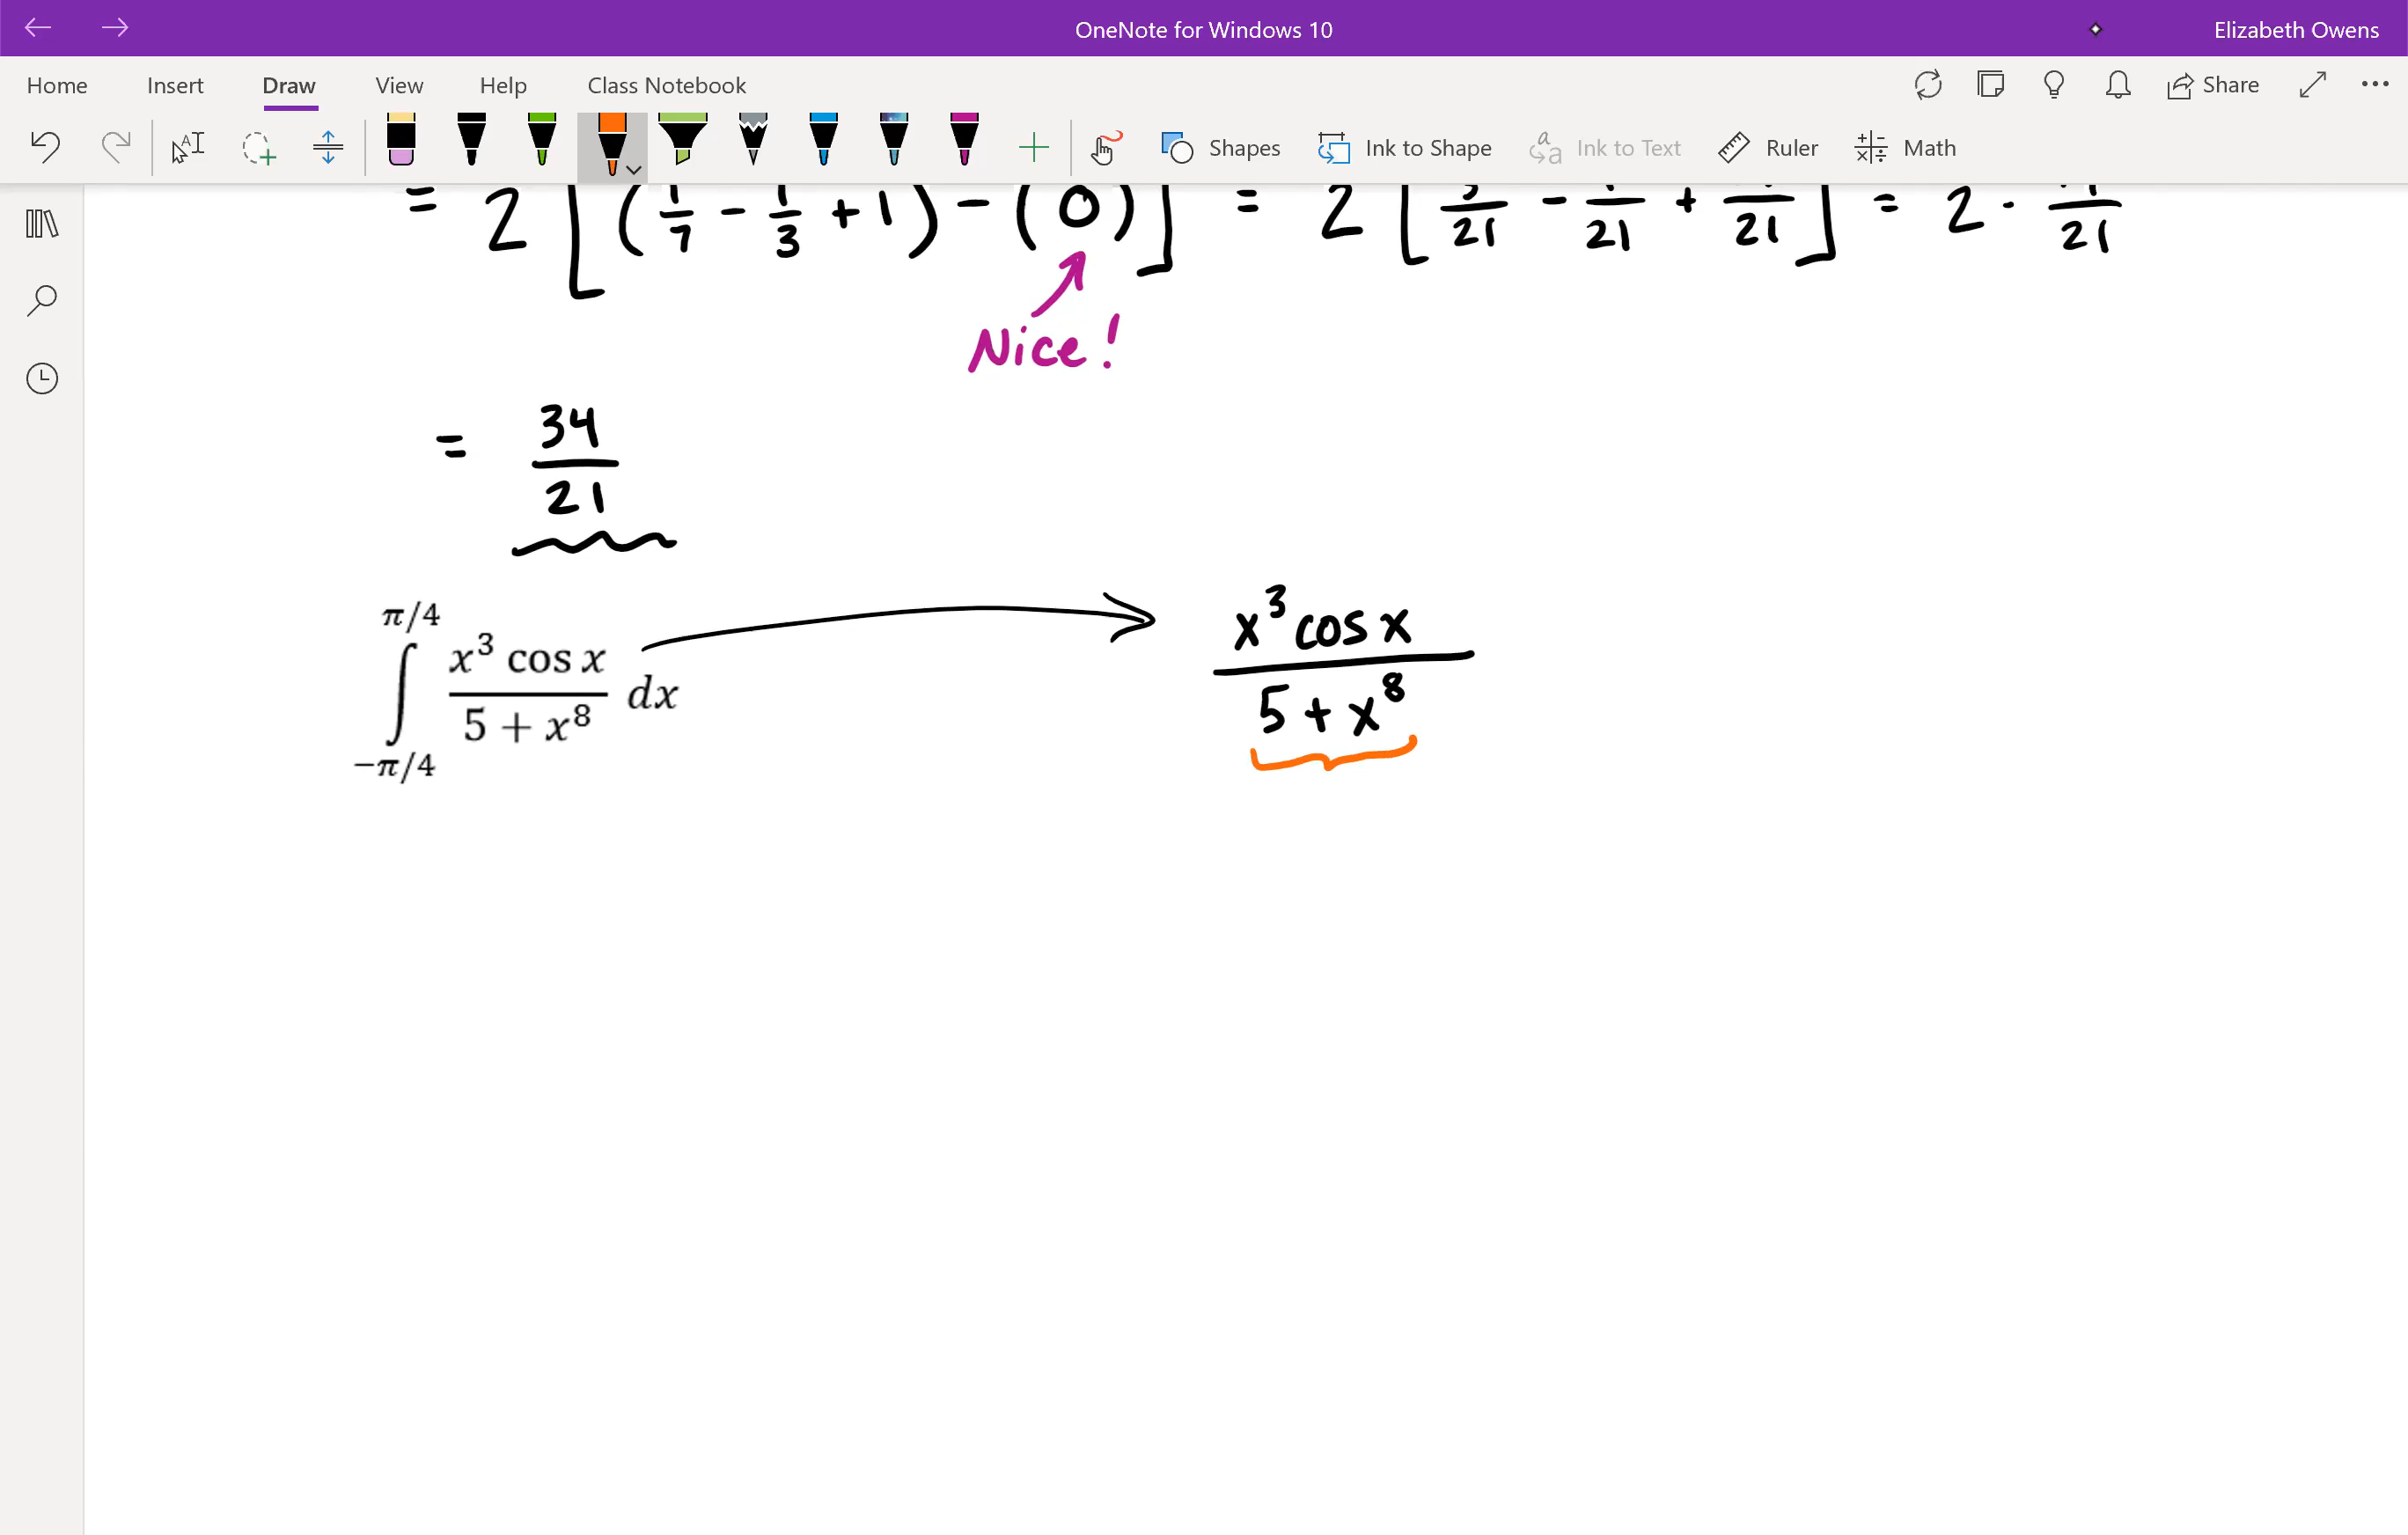 OneNote for Windows 10
Elizabeth Owens
Home Insert Draw View Help Class Notebook Share
Shapes Ink to Shape Ink to Text Ruler Math
= 2 [(1/7 - 1/3 + 1) - (0)] = 2 [ /21 - /21 + /21 ] = 2 · /21
Nice!
= 34/21
∫_{-π/4}^{π/4} x³ cos x / 5 + x⁸ dx
x³ cos x
5 + x⁸